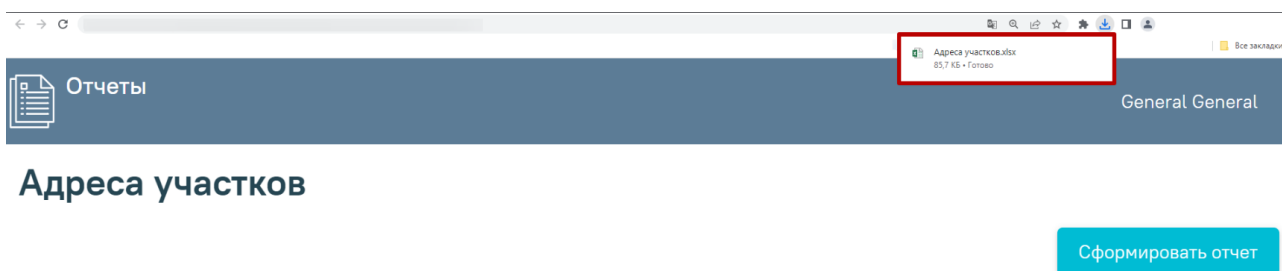 Адреса участков.xlsx
85,7 КБ • Готово
Все закладки
Отчеты
General General
Адреса участков
Сформировать отчет